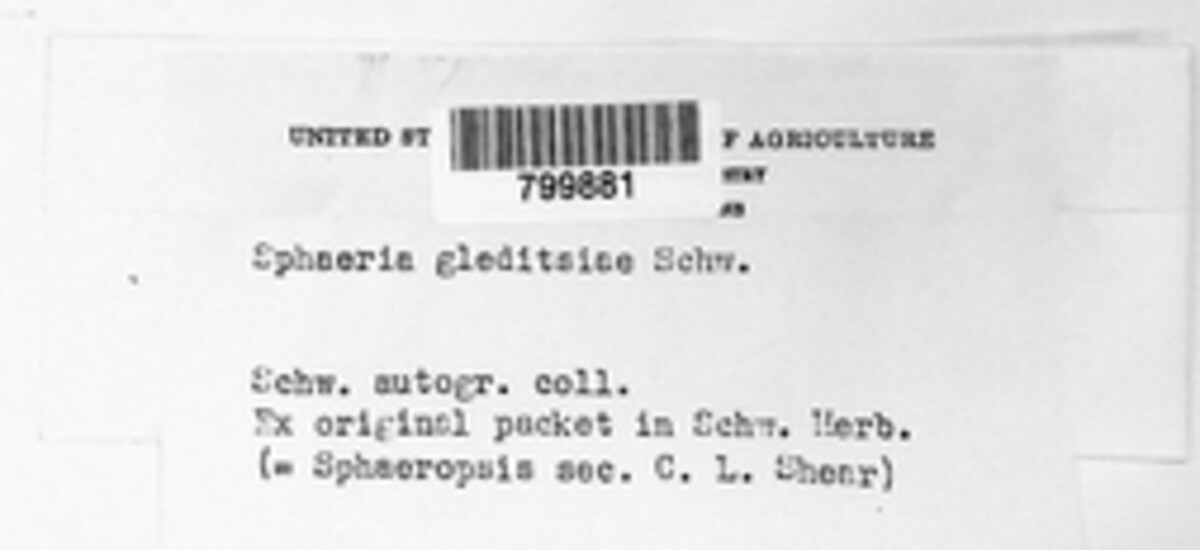 UNITED ST F AGRICULTURE
799881
Sphaeria gleditsiae Schw.
Schw. autogr. coll.
Ex original packet in Schw. Herb.
(= Sphaeropsis sec. C. L. Shear)